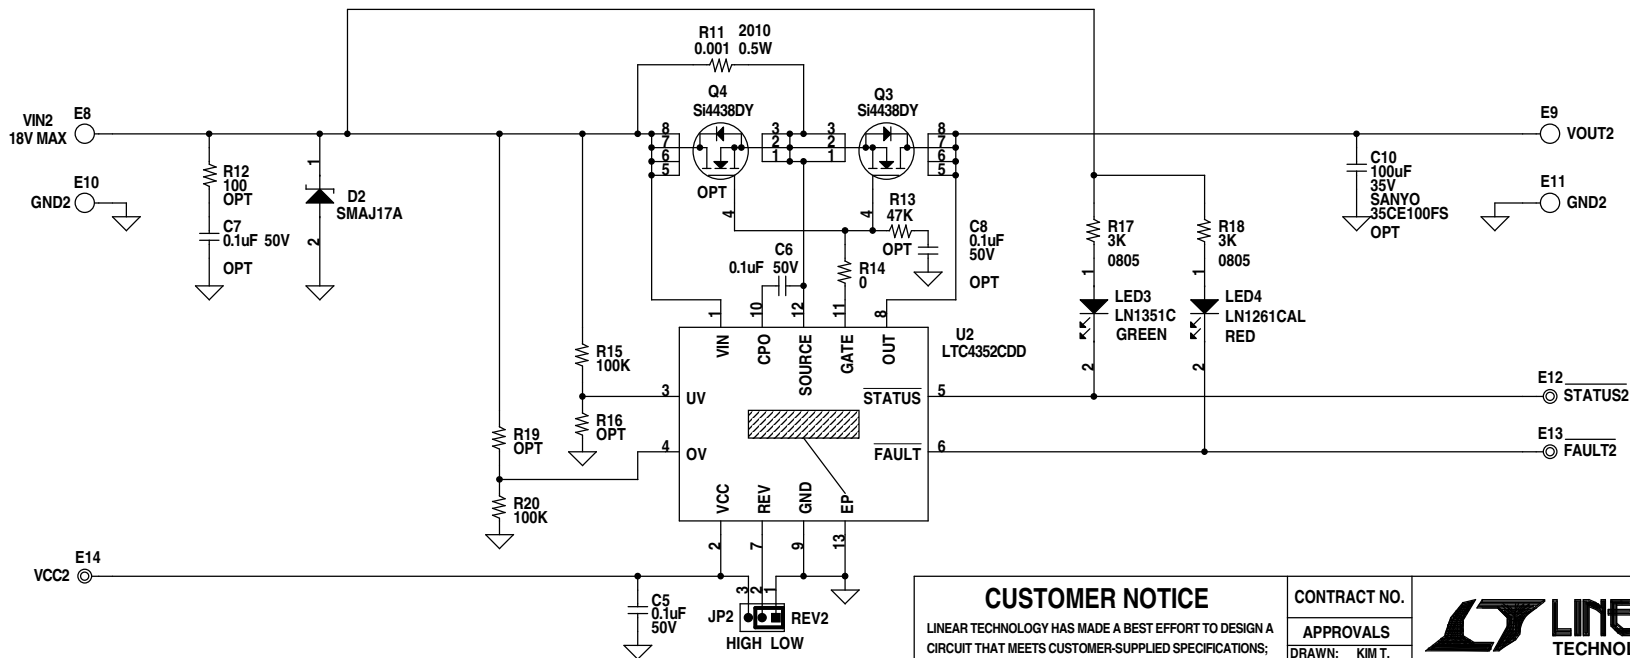 R11 2010
0.001 0.5W
Q4
Si4438DY
Q3
Si4438DY
8
7
6
5
3
2
1
3
2
1
8
7
6
5
4
4
OPT
VIN2
18V MAX
E8
E10
GND2
R12
100
OPT
C7
0.1uF 50V
OPT
1
D2
SMAJ17A
2
R13
47K
OPT
C8
0.1uF
50V
OPT
C6
0.1uF 50V
R14
0
E9
VOUT2
C10
100uF
35V
SANYO
35CE100FS
OPT
E11
GND2
R17
3K
0805
R18
3K
0805
1
LED3
LN1351C
GREEN
2
1
LED4
LN1261CAL
RED
2
1
10
12
11
8
U2
LTC4352CDD
VIN
CPO
SOURCE
GATE
OUT
R15
100K
3
UV
STATUS
5
E12
STATUS2
R16
OPT
R19
OPT
4
OV
FAULT
6
E13
FAULT2
VCC
REV
GND
EP
R20
100K
2
7
9
13
E14
VCC2
C5
0.1uF
50V
3
2
1
JP2
REV2
HIGH LOW
CUSTOMER NOTICE
LINEAR TECHNOLOGY HAS MADE A BEST EFFORT TO DESIGN A
CIRCUIT THAT MEETS CUSTOMER-SUPPLIED SPECIFICATIONS;
CONTRACT NO.
APPROVALS
DRAWN: KIM T.